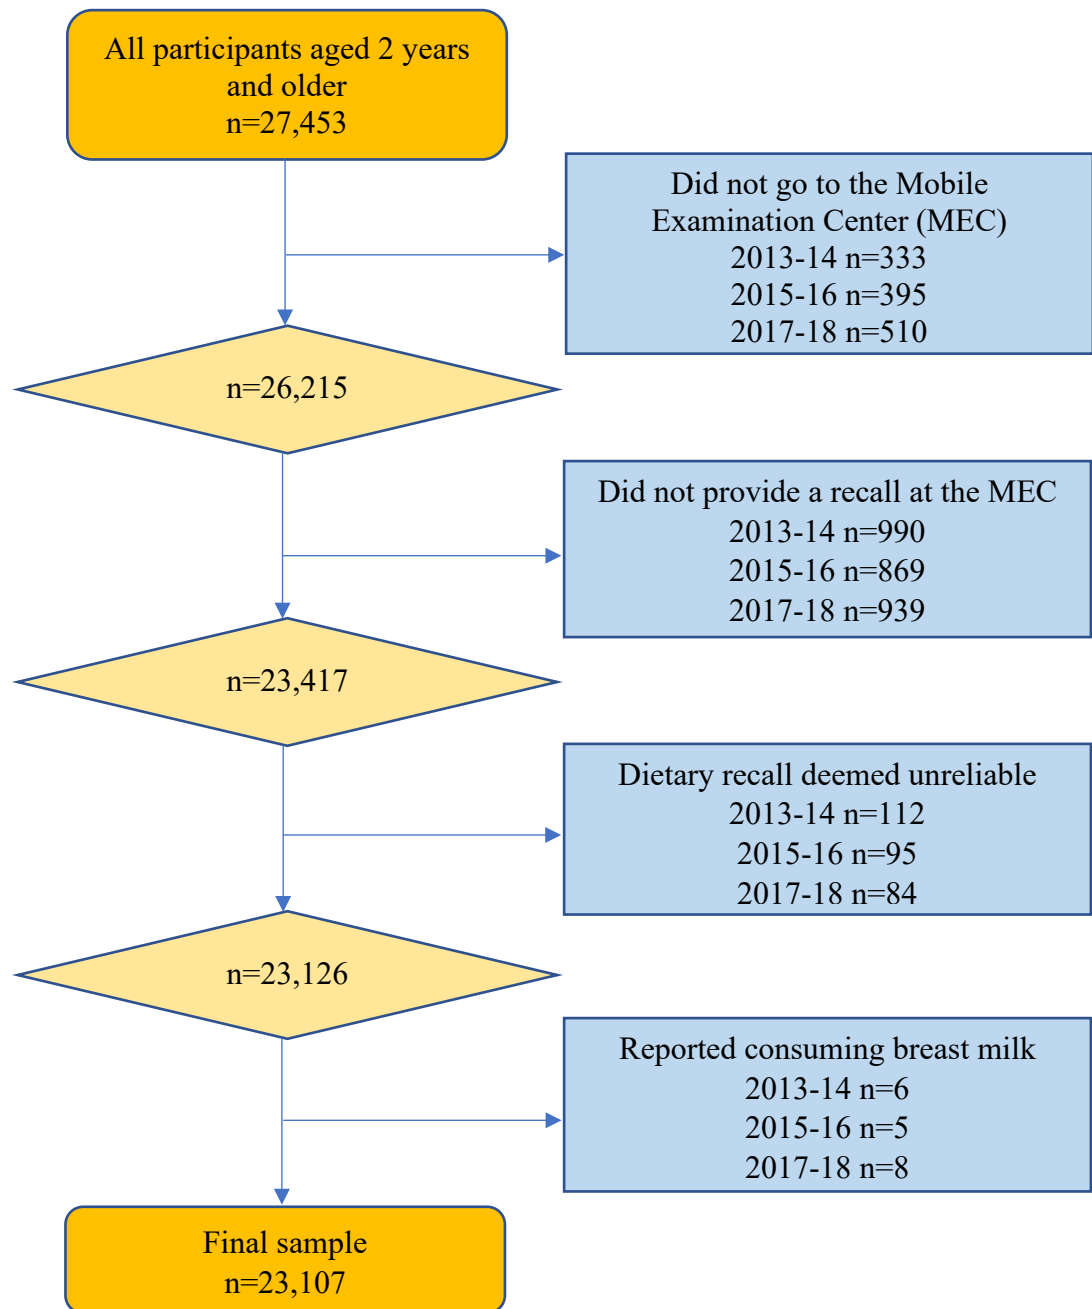 All participants aged 2 years
and older
n=27,453
Did not go to the Mobile
Examination Center (MEC)
2013-14 n=333
2015-16 n=395
2017-18 n=510
n=26,215
Did not provide a recall at the MEC
2013-14 n=990
2015-16 n=869
2017-18 n=939
n=23,417
Dietary recall deemed unreliable
2013-14 n=112
2015-16 n=95
2017-18 n=84
n=23,126
Reported consuming breast milk
2013-14 n=6
2015-16 n=5
2017-18 n=8
Final sample
n=23,107